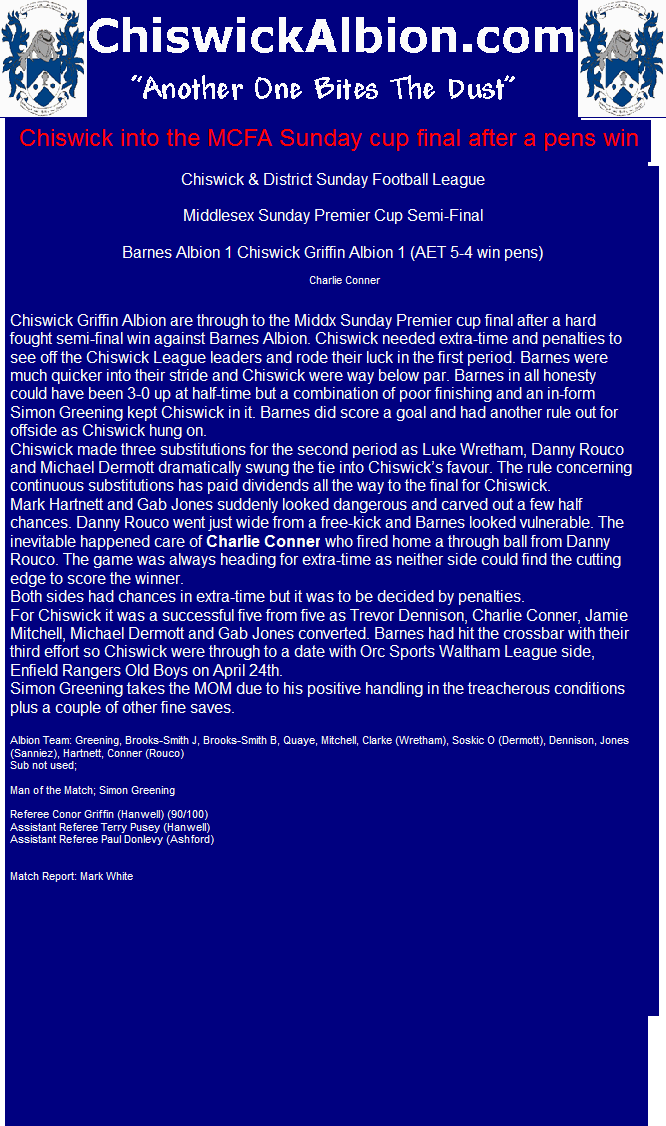 ChiswickAlbion.com
“Another One Bites The Dust”
Chiswick into the MCFA Sunday cup final after a pens win
Chiswick & District Sunday Football League
Middlesex Sunday Premier Cup Semi-Final
Barnes Albion 1 Chiswick Griffin Albion 1 (AET 5-4 win pens)
Charlie Conner
Chiswick Griffin Albion are through to the Middx Sunday Premier cup final after a hard
fought semi-final win against Barnes Albion. Chiswick needed extra-time and penalties to
see off the Chiswick League leaders and rode their luck in the first period. Barnes were
much quicker into their stride and Chiswick were way below par. Barnes in all honesty
could have been 3-0 up at half-time but a combination of poor finishing and an in-form
Simon Greening kept Chiswick in it. Barnes did score a goal and had another rule out for
offside as Chiswick hung on.
Chiswick made three substitutions for the second period as Luke Wretham, Danny Rouco
and Michael Dermott dramatically swung the tie into Chiswick’s favour. The rule concerning
continuous substitutions has paid dividends all the way to the final for Chiswick.
Mark Hartnett and Gab Jones suddenly looked dangerous and carved out a few half
chances. Danny Rouco went just wide from a free-kick and Barnes looked vulnerable. The
inevitable happened care of Charlie Conner who fired home a through ball from Danny
Rouco. The game was always heading for extra-time as neither side could find the cutting
edge to score the winner.
Both sides had chances in extra-time but it was to be decided by penalties.
For Chiswick it was a successful five from five as Trevor Dennison, Charlie Conner, Jamie
Mitchell, Michael Dermott and Gab Jones converted. Barnes had hit the crossbar with their
third effort so Chiswick were through to a date with Orc Sports Waltham League side,
Enfield Rangers Old Boys on April 24th.
Simon Greening takes the MOM due to his positive handling in the treacherous conditions
plus a couple of other fine saves.
Albion Team: Greening, Brooks-Smith J, Brooks-Smith B, Quaye, Mitchell, Clarke (Wretham), Soskic O (Dermott), Dennison, Jones
(Sanniez), Hartnett, Conner (Rouco)
Sub not used;
Man of the Match; Simon Greening
Referee Conor Griffin (Hanwell) (90/100)
Assistant Referee Terry Pusey (Hanwell)
Assistant Referee Paul Donlevy (Ashford)
Match Report: Mark White